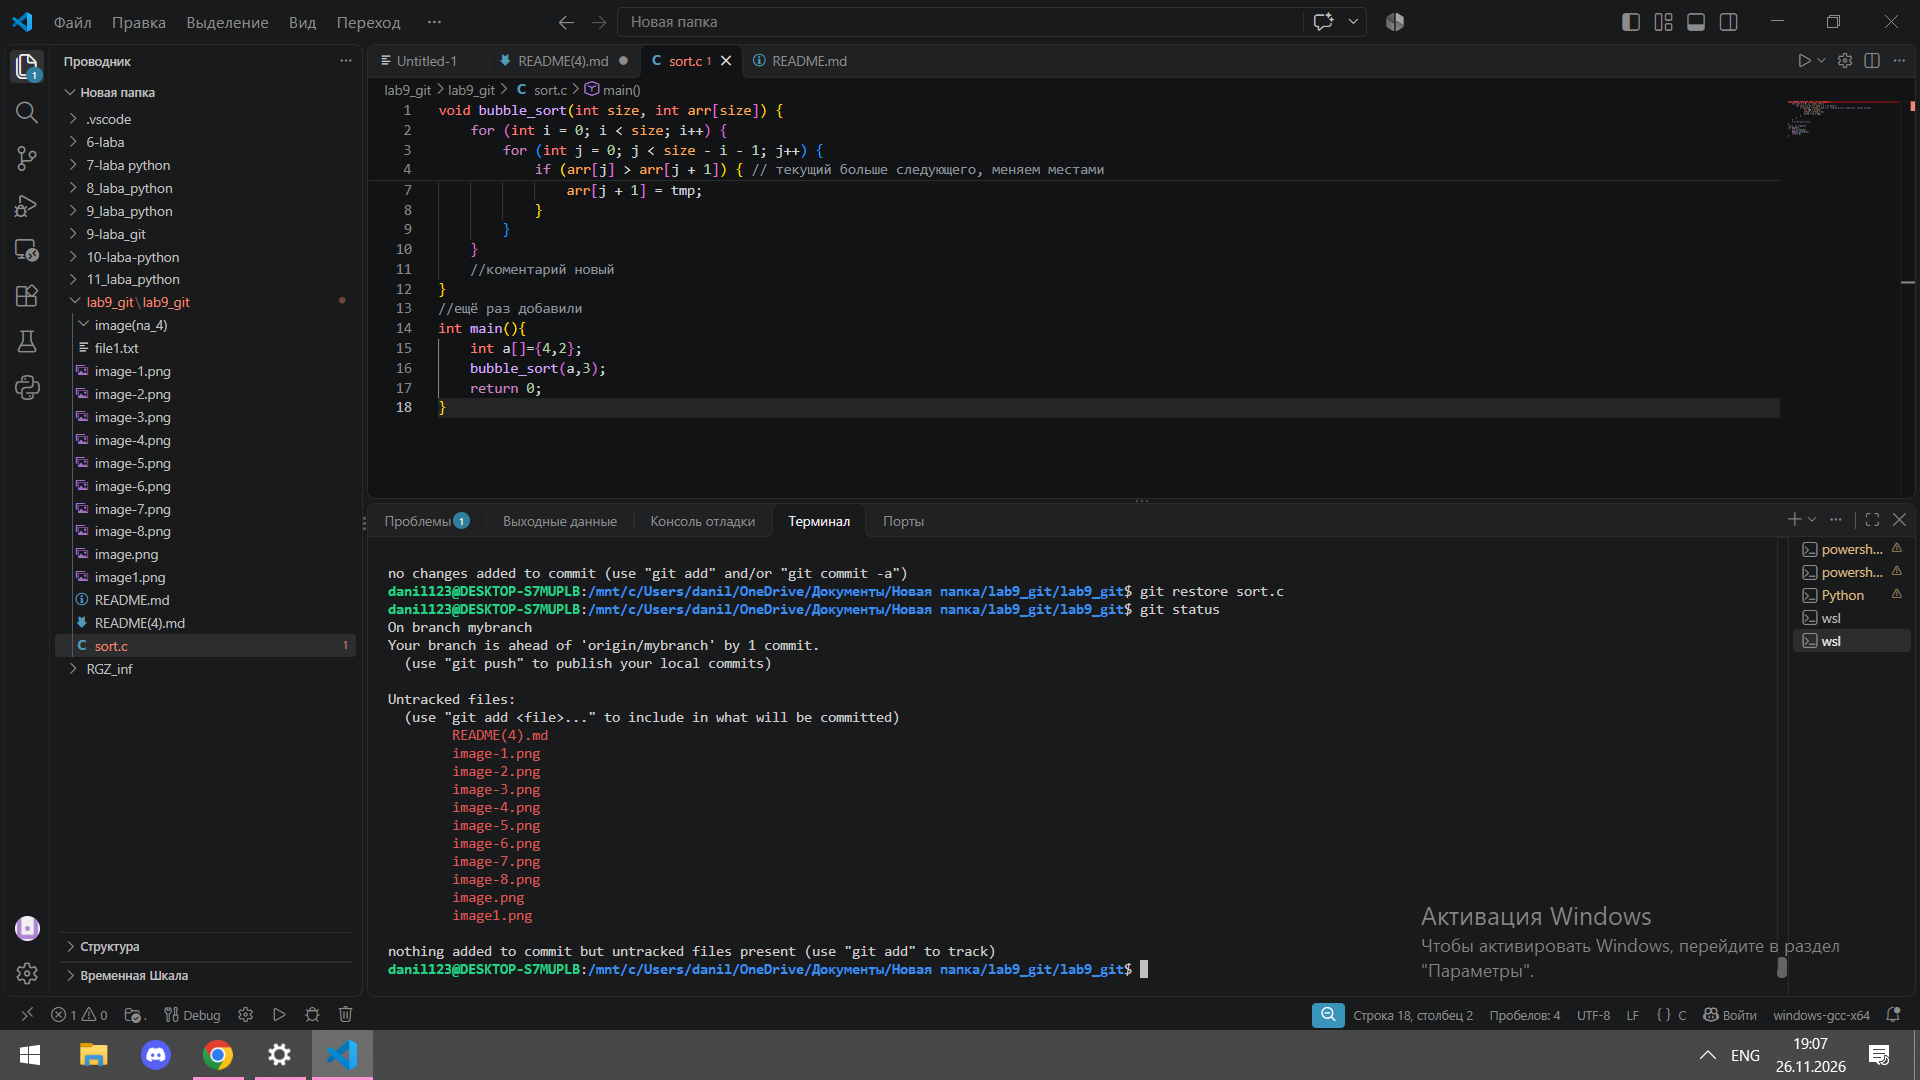 Файл Правка Выделение Вид Переход ··· Новая папка
Проводник ···
Новая папка
.vscode
6-laba
7-laba python
8_laba_python
9_laba_python
9-laba_git
10-laba-python
11_laba_python
lab9_git\lab9_git
image(na_4)
file1.txt
image-1.png
image-2.png
image-3.png
image-4.png
image-5.png
image-6.png
image-7.png
image-8.png
image.png
image1.png
README.md
README(4).md
sort.c 1
RGZ_inf
Структура
Временная Шкала
1
Untitled-1 README(4).md sort.c 1 README.md
lab9_git > lab9_git > C sort.c > main()
1 void bubble_sort(int size, int arr[size]) {
2 for (int i = 0; i < size; i++) {
3 for (int j = 0; j < size - i - 1; j++) {
4 if (arr[j] > arr[j + 1]) { // текущий больше следующего, меняем местами
7 arr[j + 1] = tmp;
8 }
9 }
10 }
11 //коментарий новый
12 }
13 //ещё раз добавили
14 int main(){
15 int a[]={4,2};
16 bubble_sort(a,3);
17 return 0;
18 }
Проблемы 1 Выходные данные Консоль отладки Терминал Порты
no changes added to commit (use "git add" and/or "git commit -a")
danil123@DESKTOP-S7MUPLB:/mnt/c/Users/danil/OneDrive/Документы/Новая папка/lab9_git/lab9_git$ git restore sort.c
danil123@DESKTOP-S7MUPLB:/mnt/c/Users/danil/OneDrive/Документы/Новая папка/lab9_git/lab9_git$ git status
On branch mybranch
Your branch is ahead of 'origin/mybranch' by 1 commit.
(use "git push" to publish your local commits)
Untracked files:
(use "git add <file>..." to include in what will be committed)
README(4).md
image-1.png
image-2.png
image-3.png
image-4.png
image-5.png
image-6.png
image-7.png
image-8.png
image.png
image1.png
nothing added to commit but untracked files present (use "git add" to track)
danil123@DESKTOP-S7MUPLB:/mnt/c/Users/danil/OneDrive/Документы/Новая папка/lab9_git/lab9_git$
powersh...
powersh...
Python
wsl
wsl
Активация Windows
Чтобы активировать Windows, перейдите в раздел
"Параметры".
1 0 Debug Строка 18, столбец 2 Пробелов: 4 UTF-8 LF {} C Войти windows-gcc-x64
ENG 19:07
26.11.2026